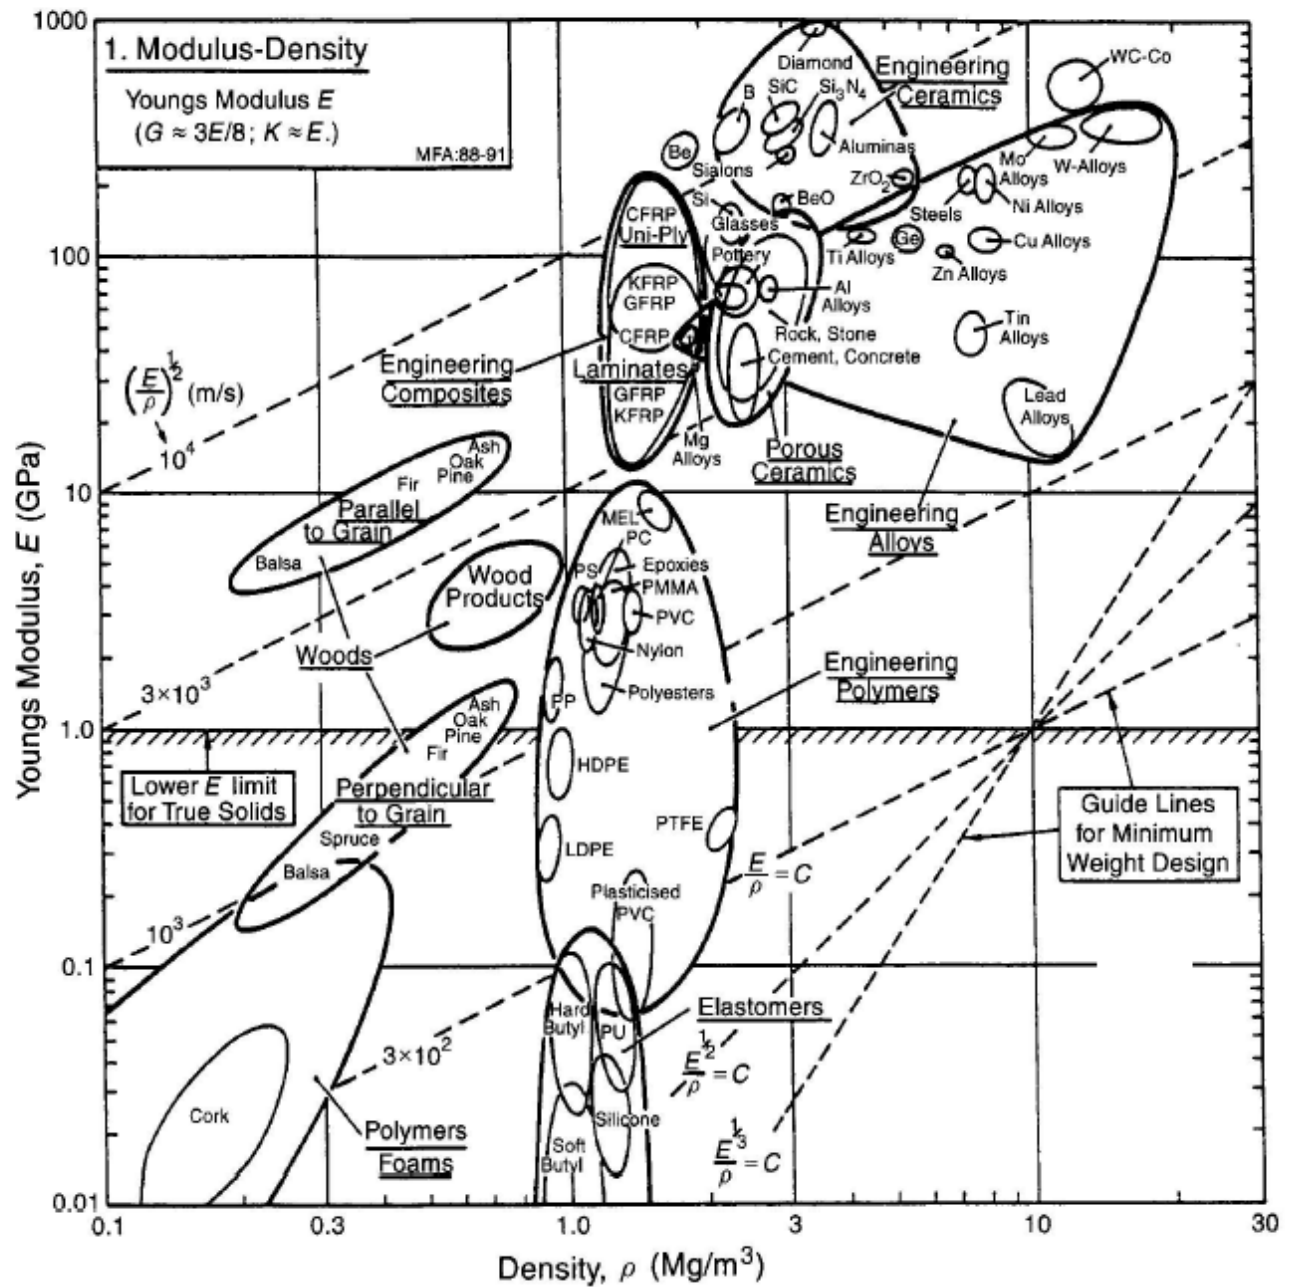 1. Modulus-Density
Youngs Modulus E
(G ≈ 3E/8; K ≈ E.)
MFA:88-91
1000
100
10
1.0
0.1
0.01
Youngs Modulus, E (GPa)
0.1
0.3
1.0
3
10
30
Density, ρ (Mg/m³)
Diamond
Engineering
Ceramics
B
SiC
Si₃N₄
WC-Co
Be
Sialons
Aluminas
Mo
Alloys
W-Alloys
ZrO₂
Si
BeO
Steels
Ni Alloys
CFRP
Uni-Ply
Glasses
Pottery
Ti Alloys
Ge
Cu Alloys
Zn Alloys
KFRP
GFRP
Al
Alloys
CFRP
Rock, Stone
Cement, Concrete
Tin
Alloys
Engineering
Composites
Laminates
GFRP
KFRP
Lead
Alloys
Mg
Alloys
Porous
Ceramics
(E/ρ)^½ (m/s)
10⁴
Ash
Oak
Pine
Fir
Parallel
to Grain
Balsa
MEL
PC
Engineering
Alloys
Wood
Products
PS
Epoxies
PMMA
PVC
Woods
Nylon
Polyesters
Engineering
Polymers
3×10³
PP
Ash
Oak
Pine
Fir
Lower E limit
for True Solids
Perpendicular
to Grain
HDPE
Guide Lines
for Minimum
Weight Design
PTFE
Spruce
Balsa
LDPE
E/ρ = C
Plasticised
PVC
10³
Hard
Butyl
PU
Elastomers
3×10²
E^½/ρ = C
Cork
Silicone
Polymers
Foams
Soft
Butyl
E^⅓/ρ = C